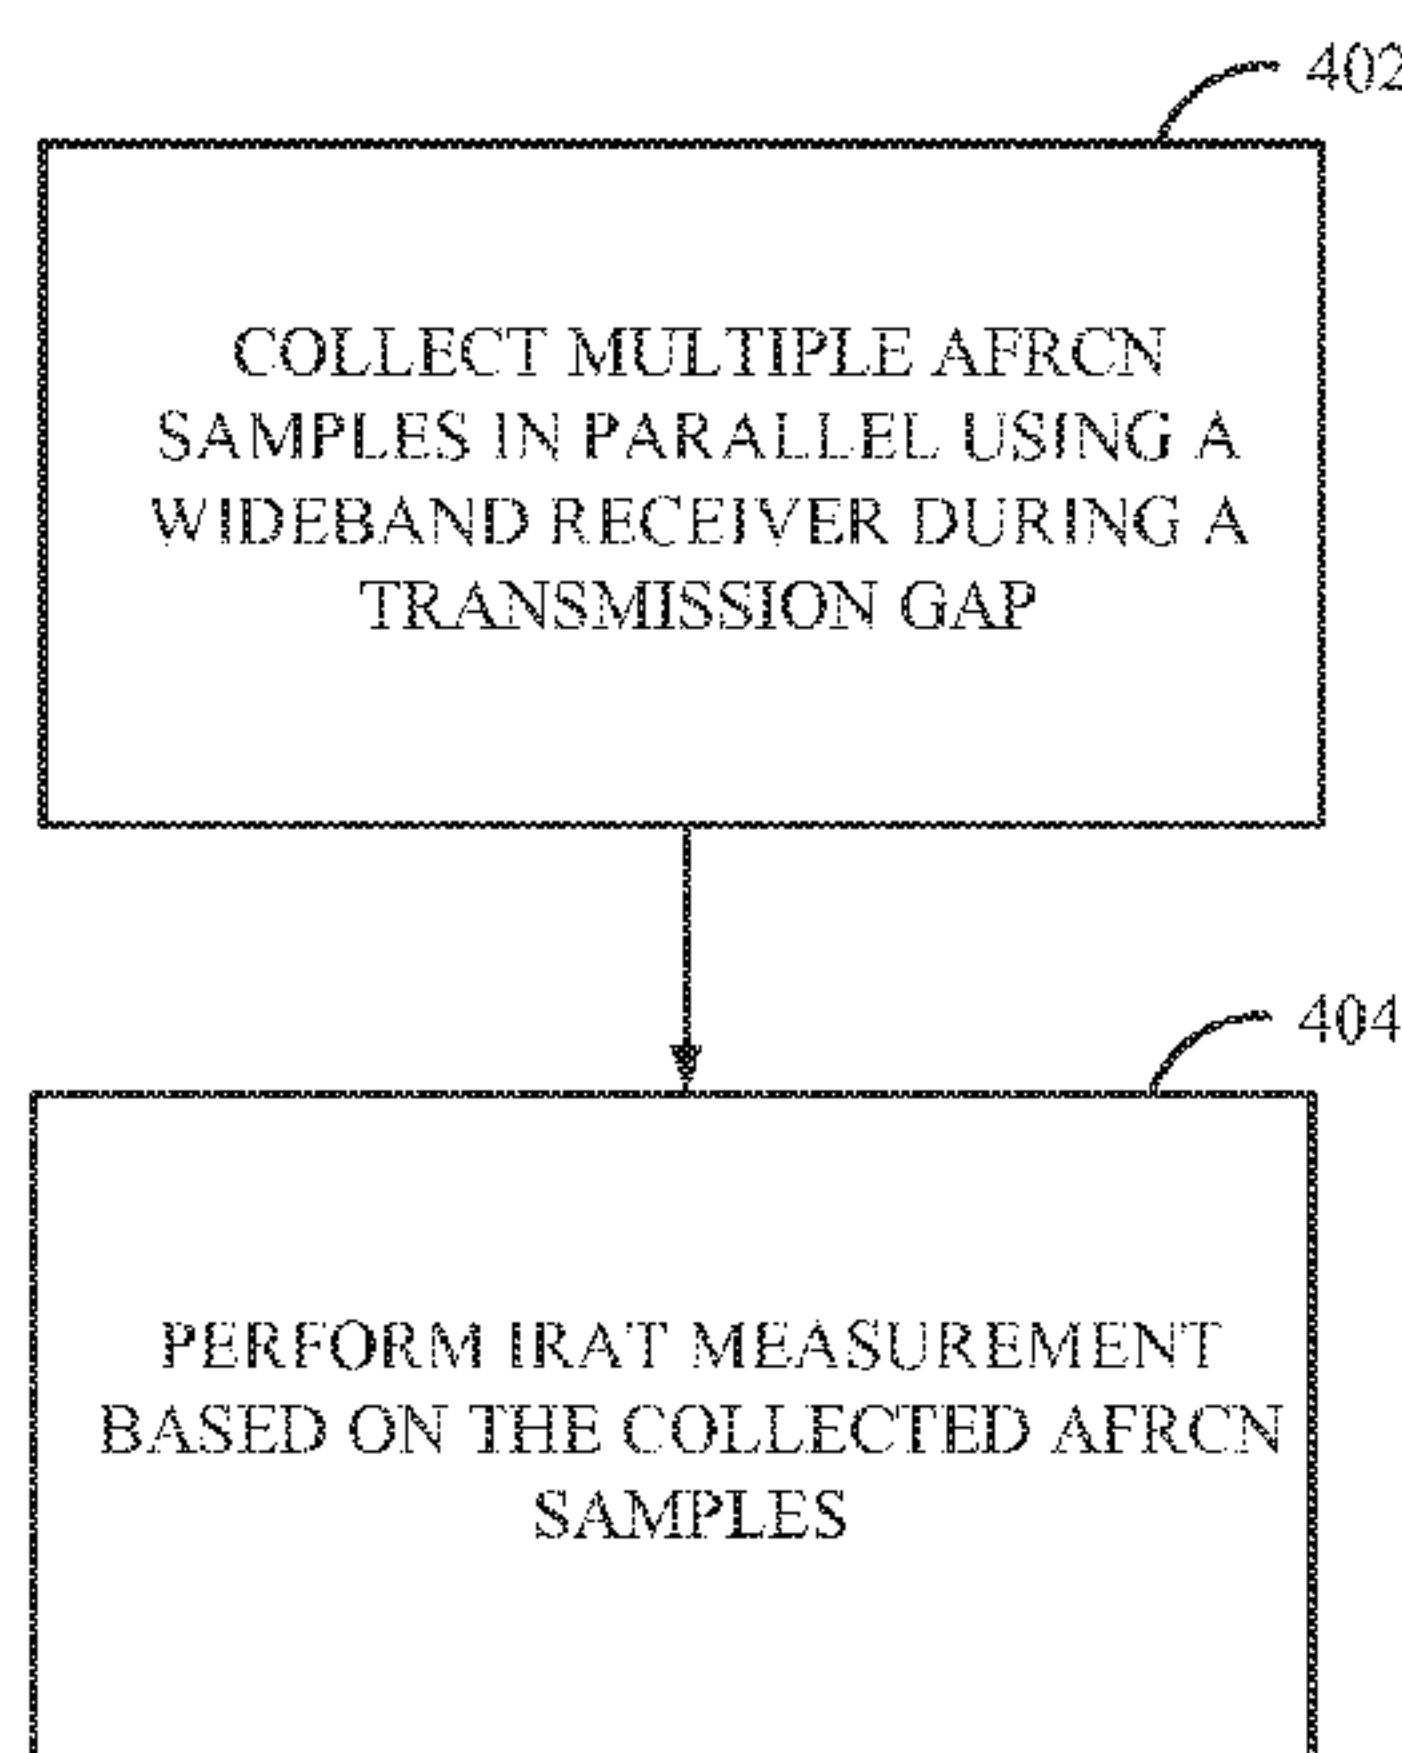 402
COLLECT MULTIPLE AFRCN
SAMPLES IN PARALLEL USING A
WIDEBAND RECEIVER DURING A
TRANSMISSION GAP
404
PERFORM IRAT MEASUREMENT
BASED ON THE COLLECTED AFRCN
SAMPLES